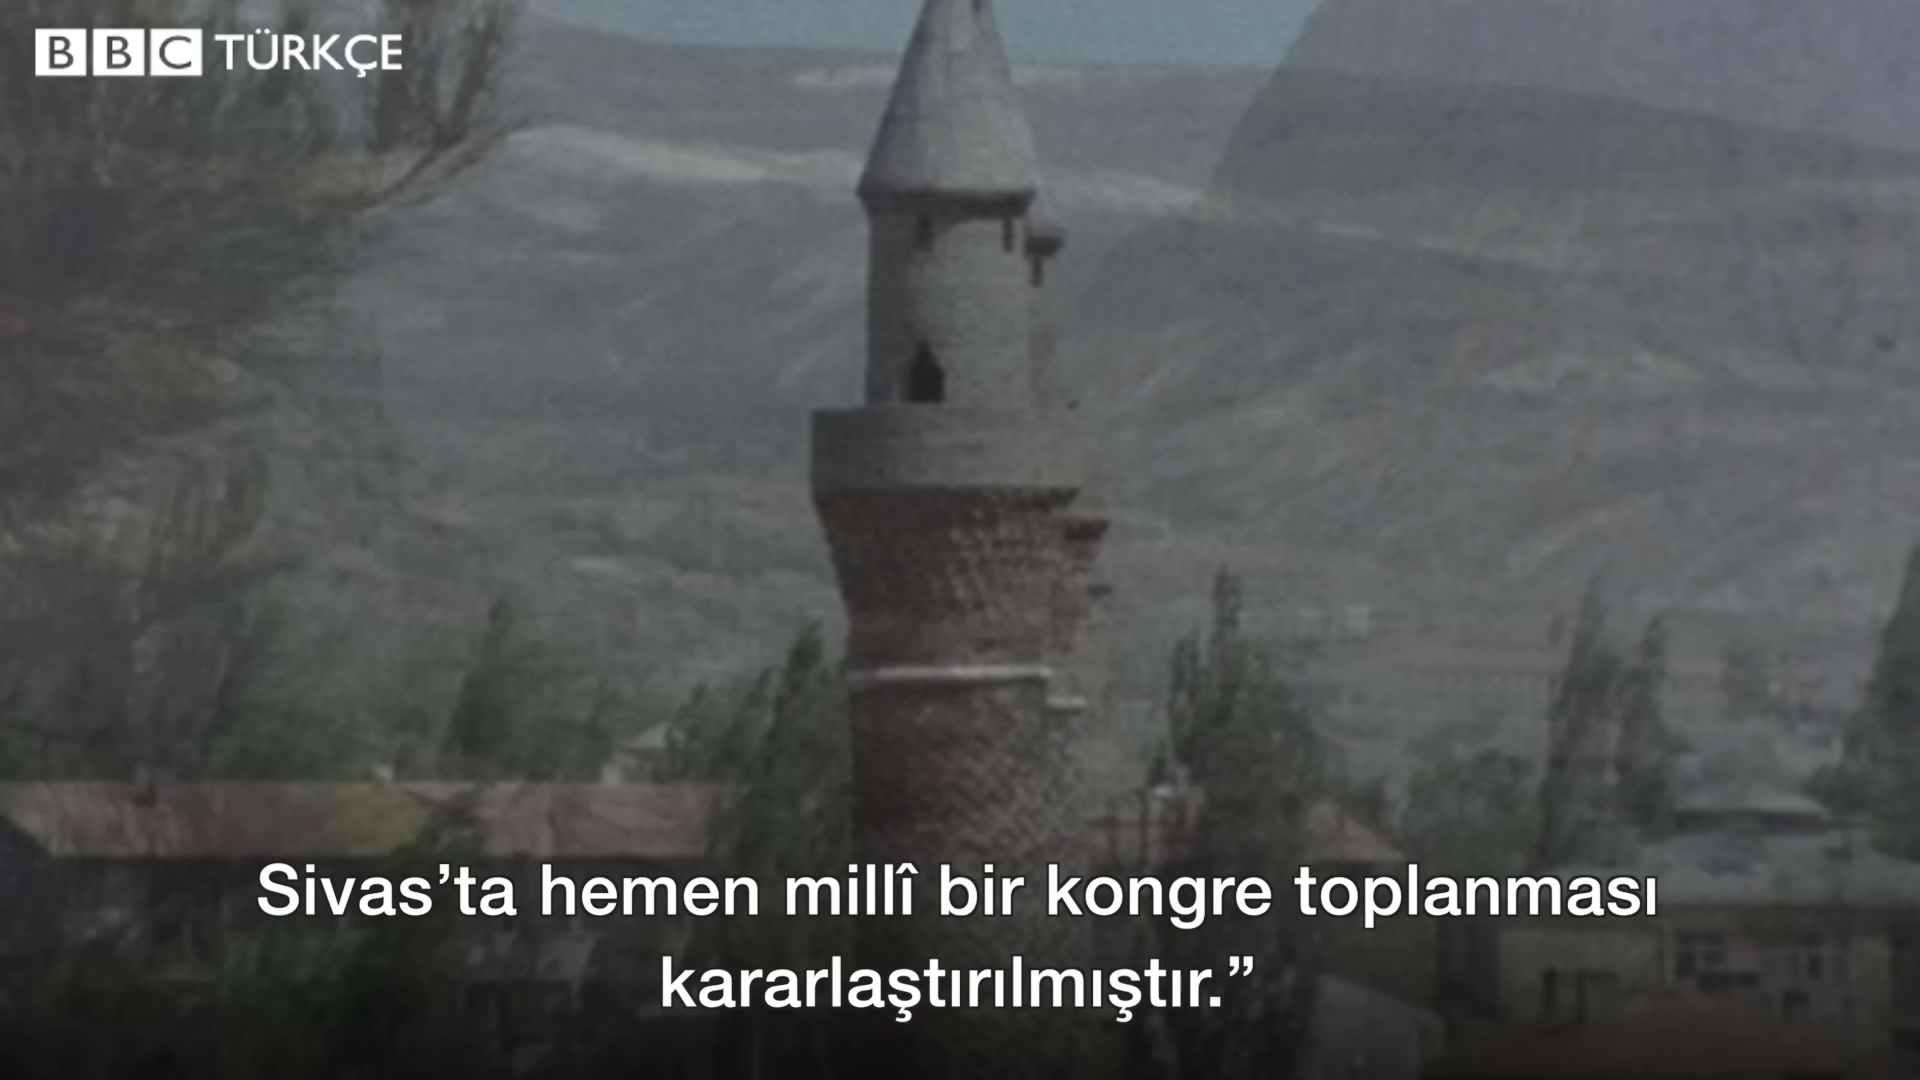 BBC TÜRKÇE
Sivas’ta hemen millî bir kongre toplanması
kararlaştırılmıştır.”